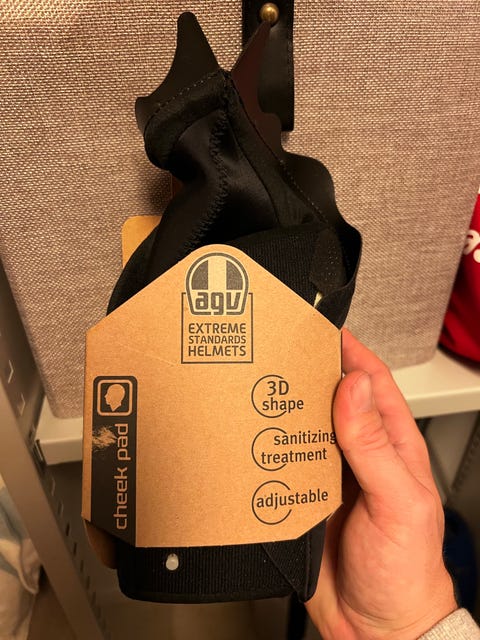 agv
EXTREME
STANDARDS
HELMETS
3D
shape
sanitizing
treatment
adjustable
cheek pad